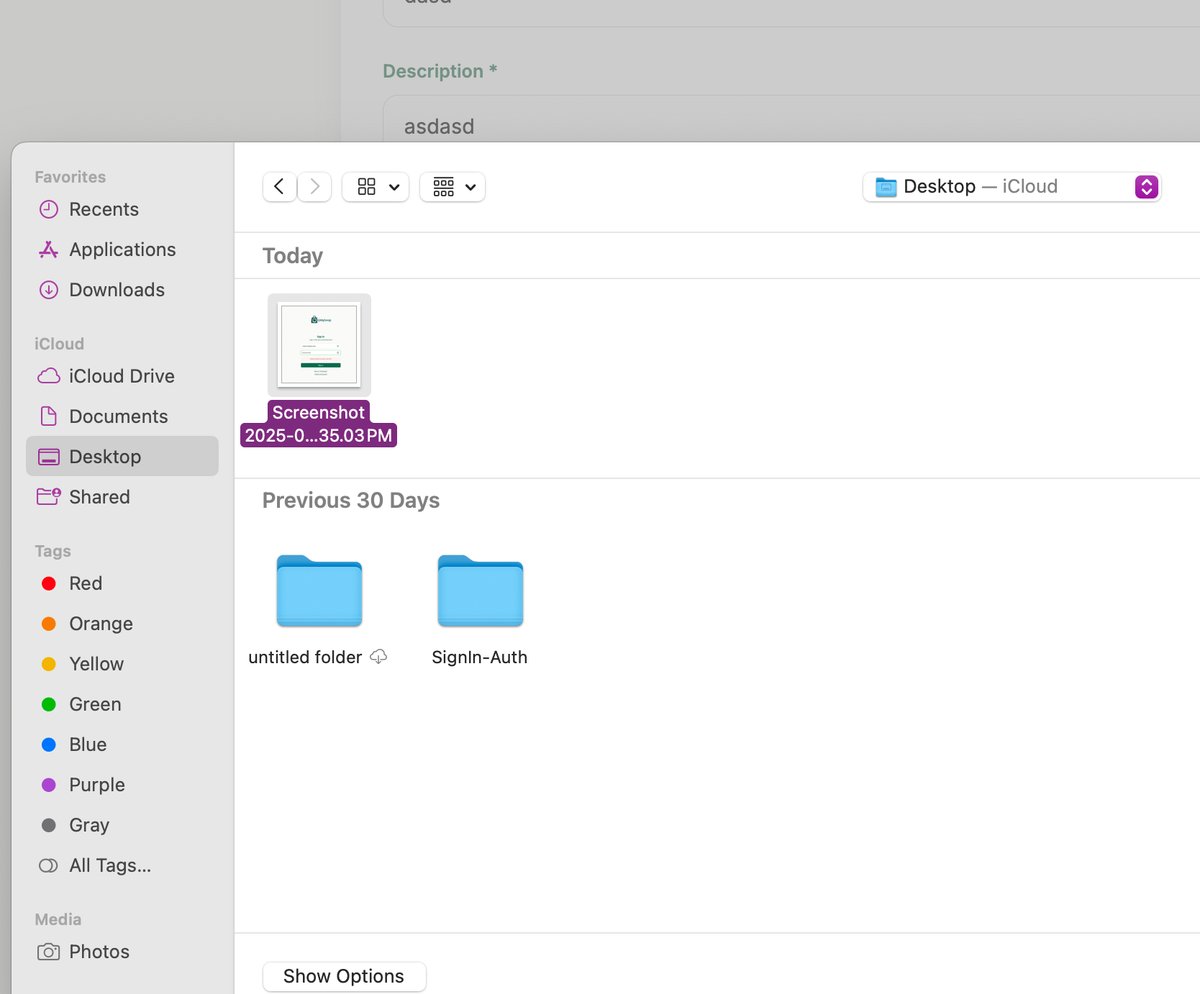 Description *
asdasd
Favorites
Recents
Applications
Downloads
iCloud
iCloud Drive
Documents
Desktop
Shared
Tags
Red
Orange
Yellow
Green
Blue
Purple
Gray
All Tags...
Media
Photos
Desktop — iCloud
Today
Screenshot
2025-0...35.03 PM
Previous 30 Days
untitled folder
SignIn-Auth
Show Options